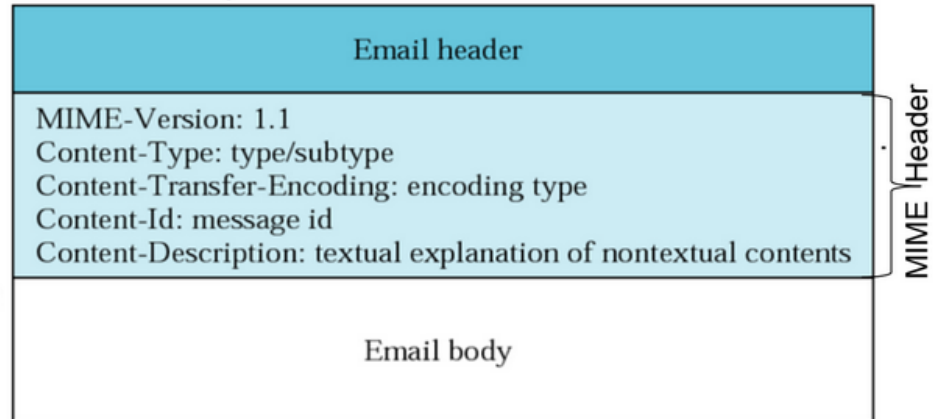 Email header
MIME-Version: 1.1
Content-Type: type/subtype
Content-Transfer-Encoding: encoding type
Content-Id: message id
Content-Description: textual explanation of nontextual contents
MIME Header
Email body